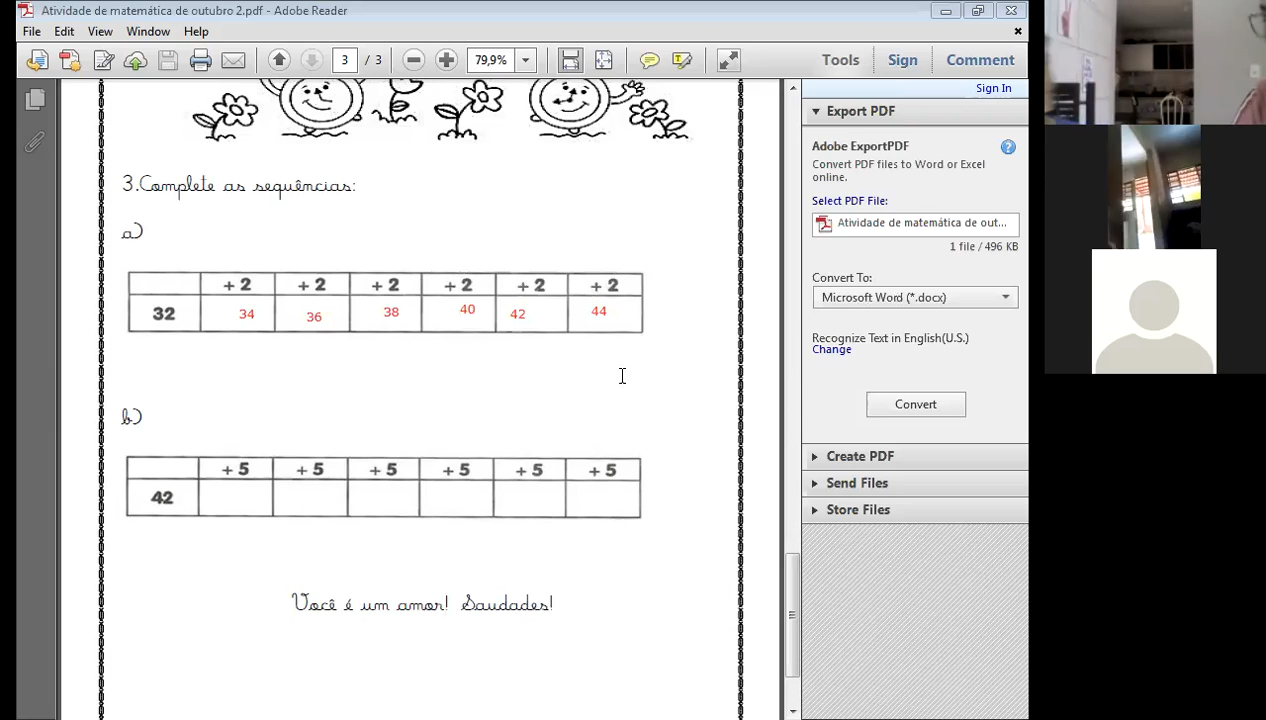 Atividade de matemática de outubro 2.pdf - Adobe Reader
File Edit View Window Help
3 / 3 79,9% Tools Sign Comment
Sign In
Export PDF
Adobe ExportPDF
Convert PDF files to Word or Excel
online.
Select PDF File:
Atividade de matemática de out...
1 file / 496 KB
Convert To:
Microsoft Word (*.docx)
Recognize Text in English(U.S.)
Change
Convert
Create PDF
Send Files
Store Files
3.Complete as sequências:
a)
+ 2 + 2 + 2 + 2 + 2 + 2
32 34 36 38 40 42 44
b)
+ 5 + 5 + 5 + 5 + 5 + 5
42
Você é um amor! Saudades!